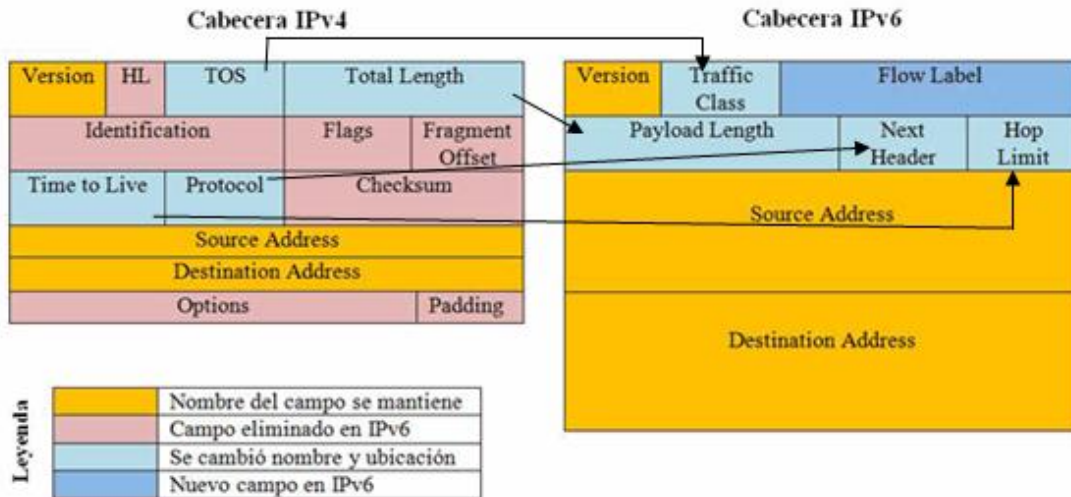 Cabecera IPv4
Version HL TOS Total Length
Identification Flags Fragment
Offset
Time to Live Protocol Checksum
Source Address
Destination Address
Options Padding
Cabecera IPv6
Version Traffic Flow Label
Class
Payload Length Next Hop
Header Limit
Source Address
Destination Address
Leyenda
Nombre del campo se mantiene
Campo eliminado en IPv6
Se cambió nombre y ubicación
Nuevo campo en IPv6